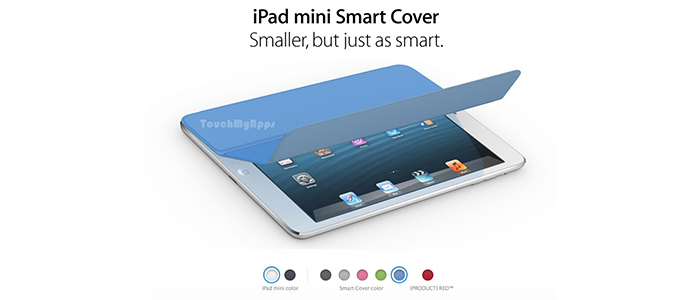 iPad mini Smart Cover
Smaller, but just as smart.
TouchMyApps
iPad mini color
Smart Cover color
(PRODUCT) RED™